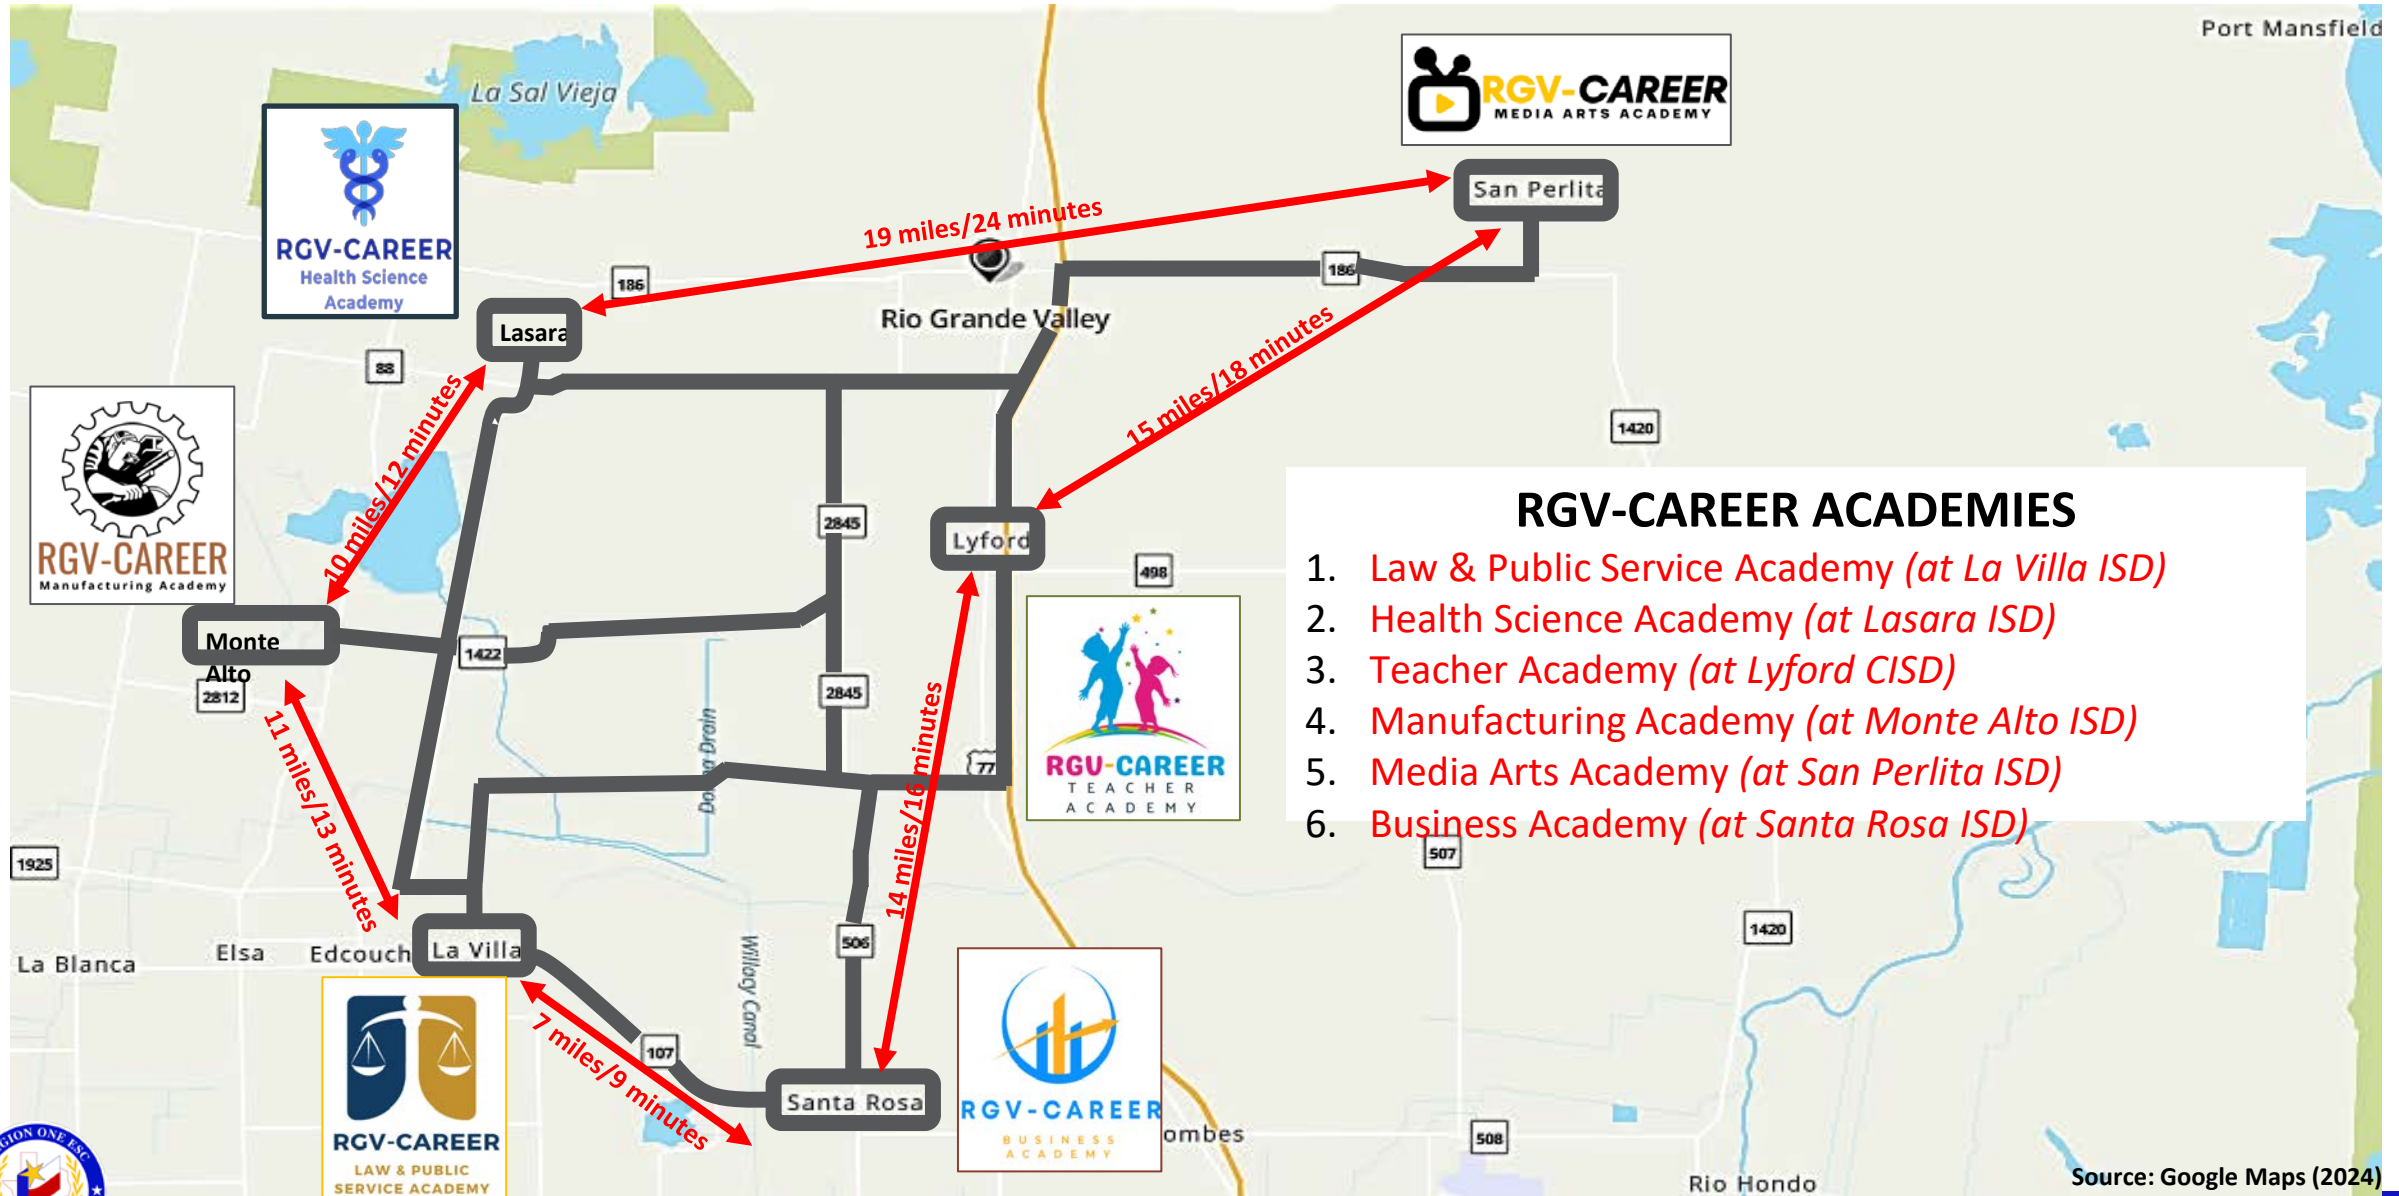 Port Mansfield
La Sal Vieja
RGV-CAREER
MEDIA ARTS ACADEMY
RGV-CAREER
Health Science
Academy
San Perlita
19 miles/24 minutes
186
186
Rio Grande Valley
Lasara
15 miles/18 minutes
88
10 miles/12 minutes
RGV-CAREER
Manufacturing Academy
1420
2845
Lyford
498
RGV-CAREER ACADEMIES
1. Law & Public Service Academy (at La Villa ISD)
2. Health Science Academy (at Lasara ISD)
3. Teacher Academy (at Lyford CISD)
4. Manufacturing Academy (at Monte Alto ISD)
5. Media Arts Academy (at San Perlita ISD)
6. Business Academy (at Santa Rosa ISD)
Monte
Alto
1422
2812
2845
11 miles/13 minutes
14 miles/16 minutes
77
RGV-CAREER
TEACHER
ACADEMY
Drain
1925
507
1420
La Blanca
Elsa
Edcouch
La Villa
506
Willacy Canal
7 miles/9 minutes
107
Santa Rosa
RGV-CAREER
BUSINESS
ACADEMY
ombes
508
Rio Hondo
RGV-CAREER
LAW & PUBLIC
SERVICE ACADEMY
GION ONE ESC
Source: Google Maps (2024)